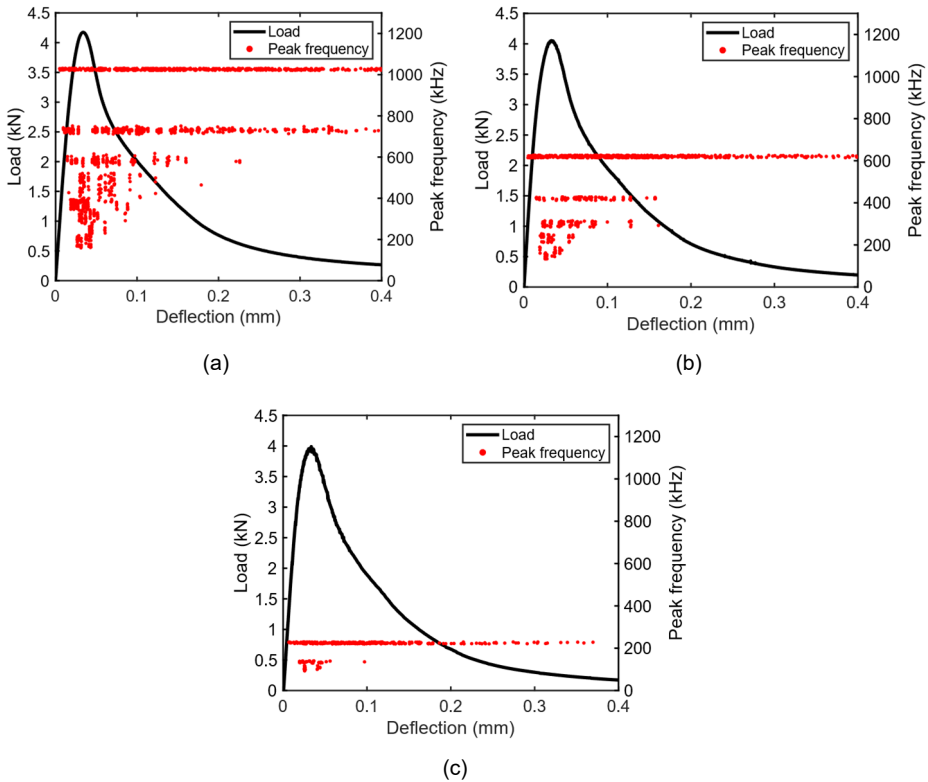 4.5
4
3.5
3
2.5
2
1.5
1
0.5
0
Load (kN)
Load
Peak frequency
1200
1000
800
600
400
200
0
Peak frequency (kHz)
0 0.1 0.2 0.3 0.4
Deflection (mm)
(a)
4.5
4
3.5
3
2.5
2
1.5
1
0.5
0
Load (kN)
Load
Peak frequency
1200
1000
800
600
400
200
0
Peak frequency (kHz)
0 0.1 0.2 0.3 0.4
Deflection (mm)
(b)
4.5
4
3.5
3
2.5
2
1.5
1
0.5
0
Load (kN)
Load
Peak frequency
1200
1000
800
600
400
200
0
Peak frequency (kHz)
0 0.1 0.2 0.3 0.4
Deflection (mm)
(c)